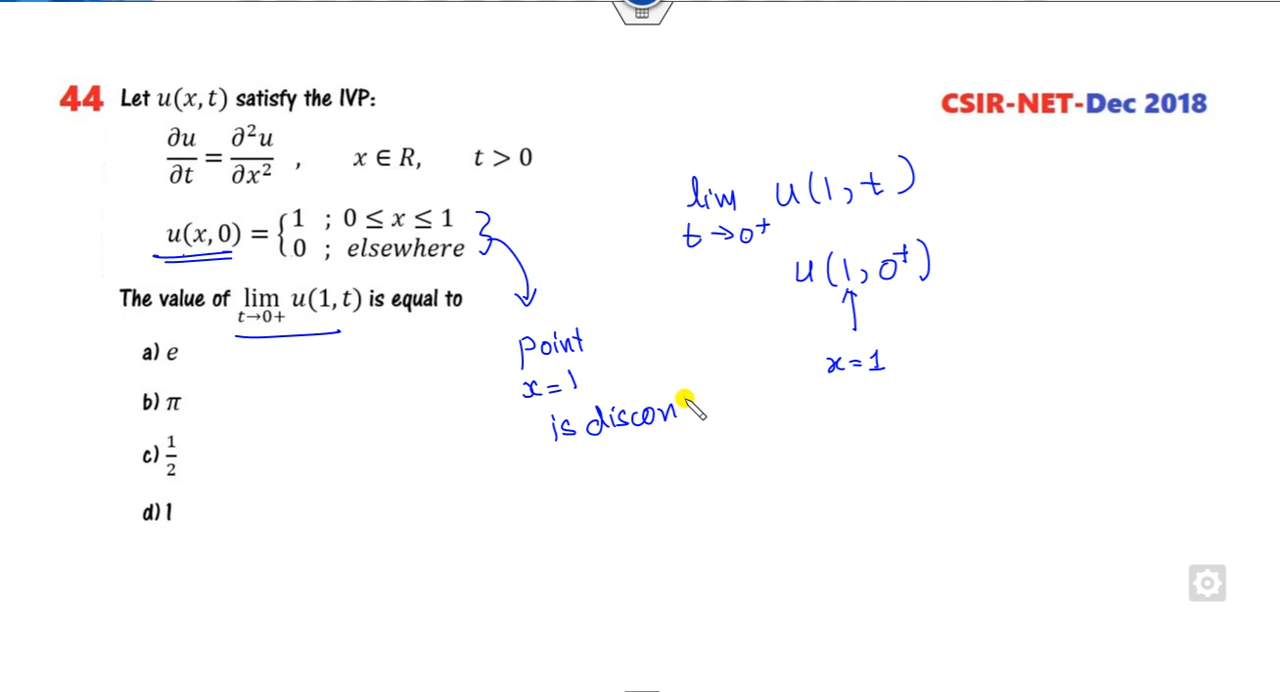 44 Let u(x, t) satisfy the IVP:
CSIR-NET-Dec 2018
∂u/∂t = ∂²u/∂x² , x ∈ R, t > 0
u(x, 0) = {1 ; 0 ≤ x ≤ 1
0 ; elsewhere
The value of lim t→0+ u(1, t) is equal to
a) e
b) π
c) 1/2
d) 1
lim t→0⁺ u(1, t)
u(1, 0⁺)
x = 1
point
x = 1
is discon